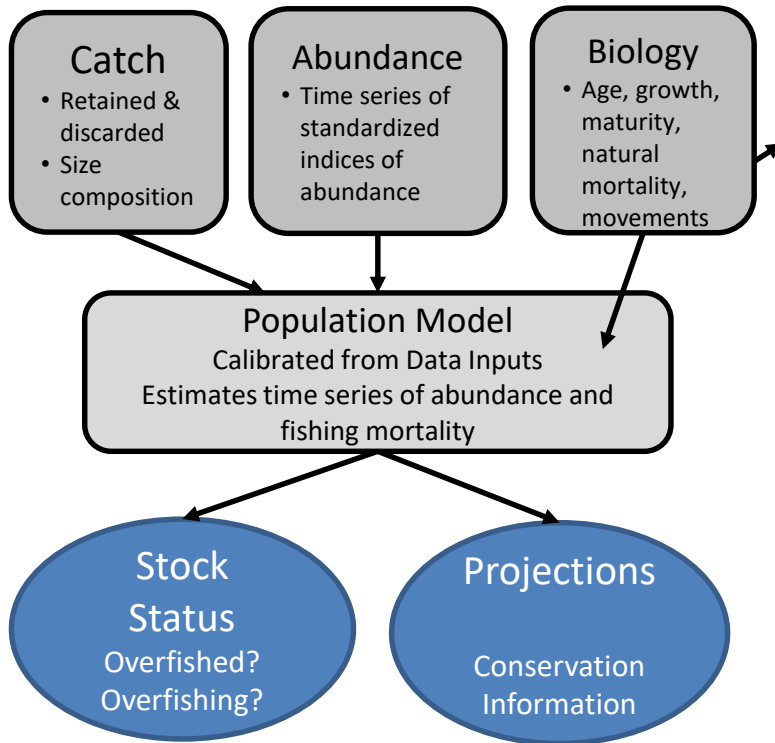 Catch
• Retained &
discarded
• Size
composition
Abundance
• Time series of
standardized
indices of
abundance
Biology
• Age, growth,
maturity,
natural
mortality,
movements
Population Model
Calibrated from Data Inputs
Estimates time series of abundance and
fishing mortality
Stock
Status
Overfished?
Overfishing?
Projections
Conservation
Information